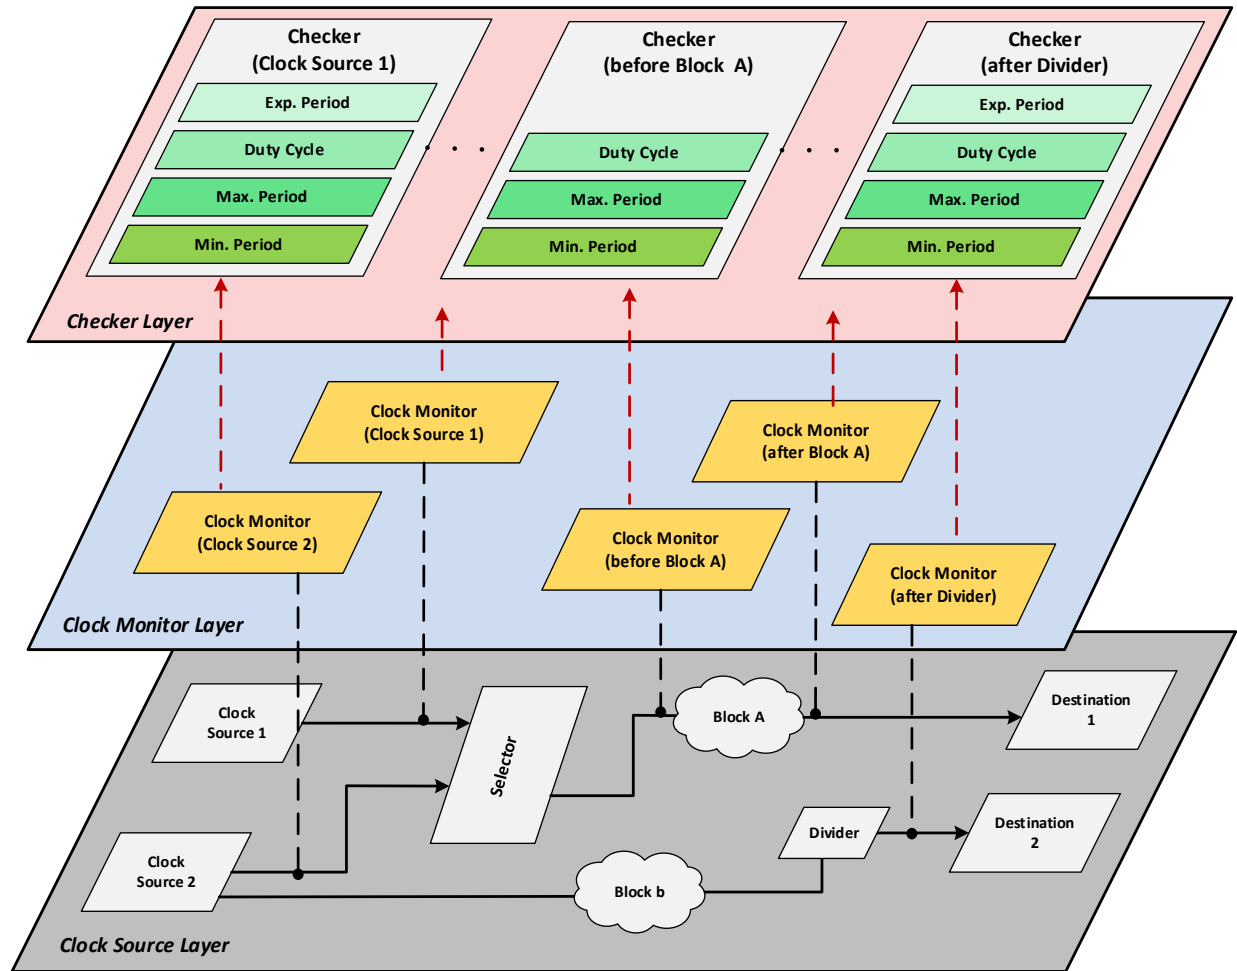 Checker
(Clock Source 1)
Exp. Period
Duty Cycle
Max. Period
Min. Period
Checker
(before Block A)
Duty Cycle
Max. Period
Min. Period
Checker
(after Divider)
Exp. Period
Duty Cycle
Max. Period
Min. Period
Checker Layer
Clock Monitor
(Clock Source 1)
Clock Monitor
(after Block A)
Clock Monitor
(Clock Source 2)
Clock Monitor
(before Block A)
Clock Monitor
(after Divider)
Clock Monitor Layer
Clock
Source 1
Selector
Block A
Destination
1
Clock
Source 2
Block b
Divider
Destination
2
Clock Source Layer